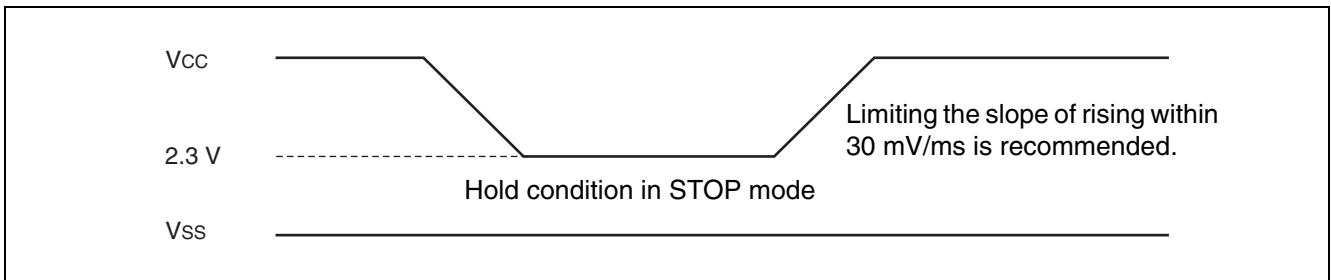 Vcc
Limiting the slope of rising within
30 mV/ms is recommended.
2.3 V
Hold condition in STOP mode
Vss